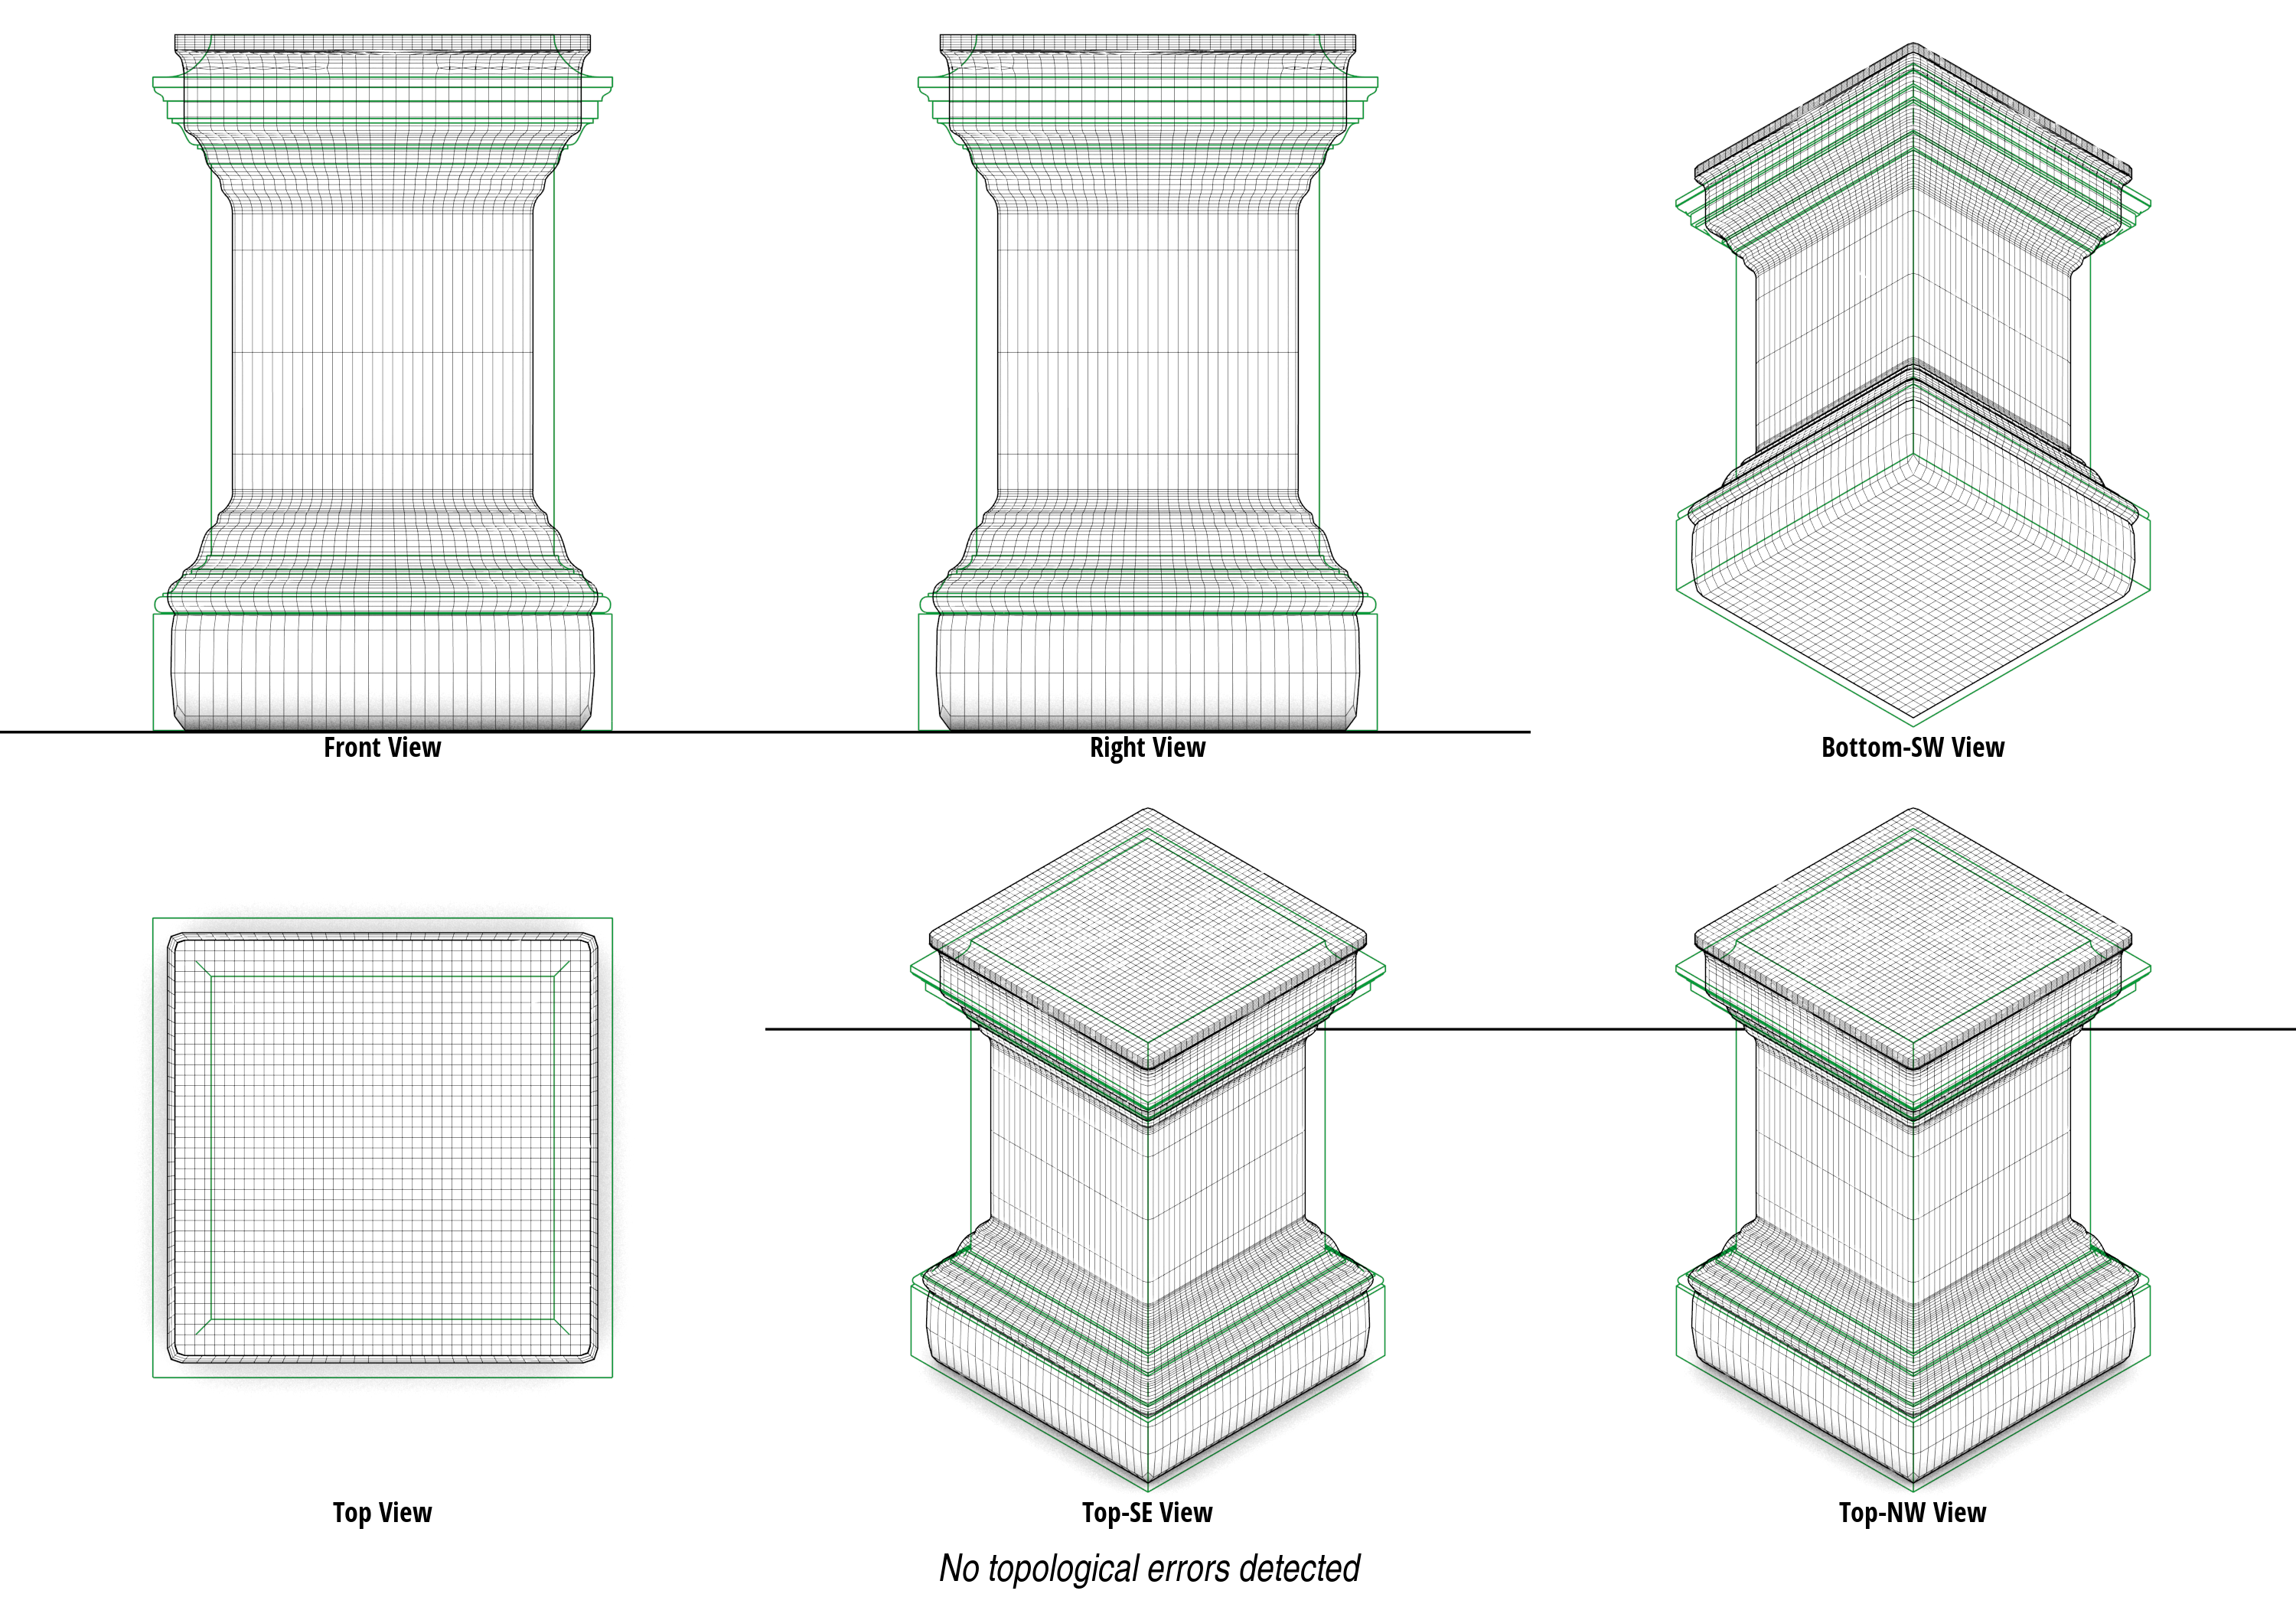 Front View
Right View
Bottom-SW View
Top View
Top-SE View
Top-NW View
No topological errors detected